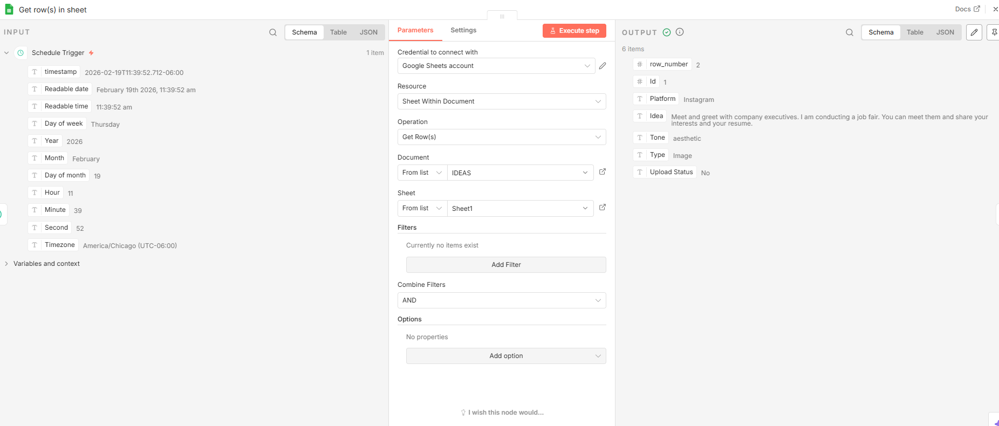 Get row(s) in sheet
Docs
INPUT
Schema Table JSON
Schedule Trigger
1 item
T timestamp 2026-02-19T11:39:52.712-06:00
T Readable date February 19th 2026, 11:39:52 am
T Readable time 11:39:52 am
T Day of week Thursday
T Year 2026
T Month February
T Day of month 19
T Hour 11
T Minute 39
T Second 52
T Timezone America/Chicago (UTC-06:00)
Variables and context
Parameters Settings
Execute step
Credential to connect with
Google Sheets account
Resource
Sheet Within Document
Operation
Get Row(s)
Document
From list IDEAS
Sheet
From list Sheet1
Filters
Currently no items exist
Add Filter
Combine Filters
AND
Options
No properties
Add option
I wish this node would...
OUTPUT
Schema Table JSON
6 items
# row_number 2
# Id 1
T Platform Instagram
T Idea Meet and greet with company executives. I am conducting a job fair. You can meet them and share your
interests and your resume.
T Tone aesthetic
T Type Image
T Upload Status No